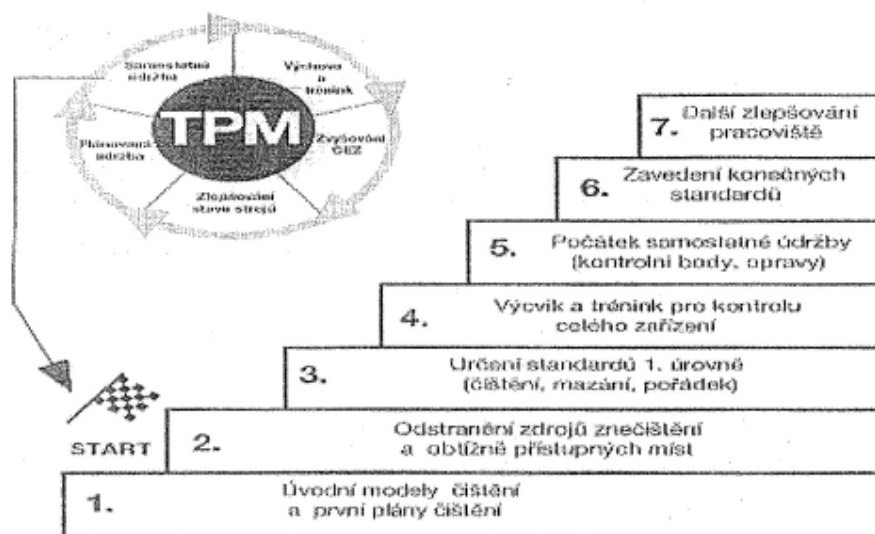 Samostatná
údržba
Výchova
a
trénink
TPM
Plánovaná
údržba
Zvyšování
CEZ
Zlepšování
stavu strojů
7. Další zlepšování
pracoviště
6. Zavedení konečných
standardů
5. Počátek samostatné údržby
(kontrolní body, opravy)
4. Výcvik a trénink pro kontrolu
celého zařízení
3. Určení standardů 1. úrovně
(čištění, mazání, pořádek)
START
2. Odstranění zdrojů znečištění
a obtížně přístupných míst
1. Úvodní modely čištění
a první plány čištění